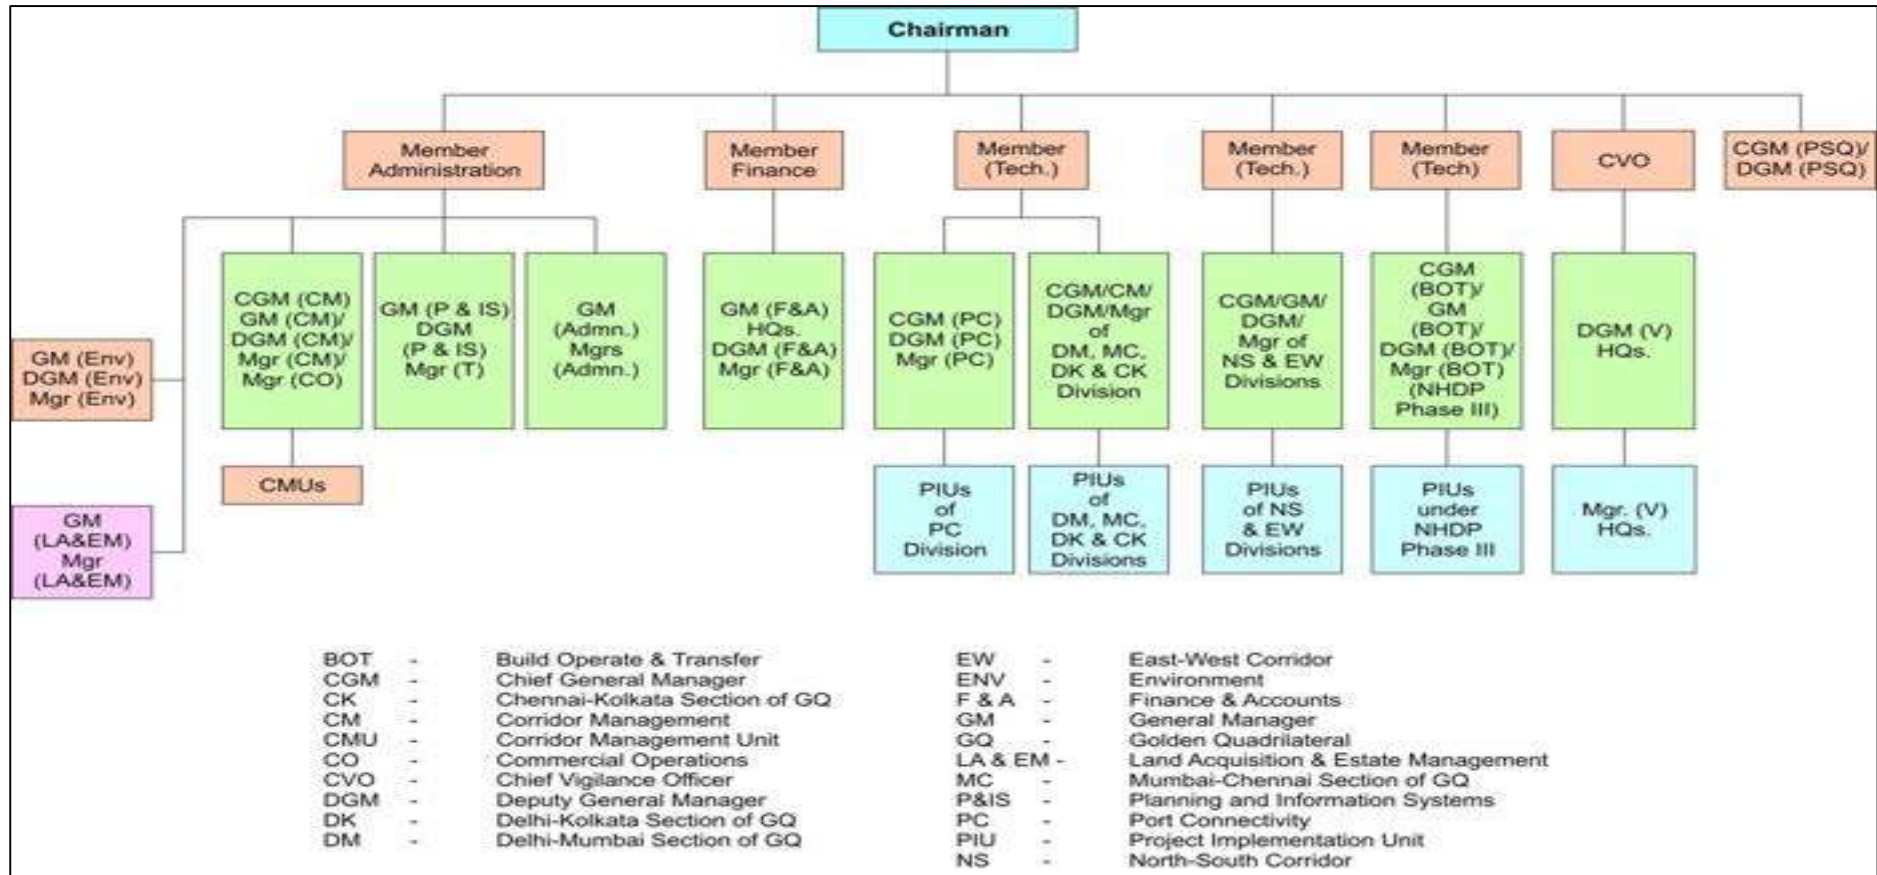 Chairman
Member
Administration
Member
Finance
Member
(Tech.)
Member
(Tech.)
Member
(Tech)
CVO
CGM (PSQ)/
DGM (PSQ)
GM (Env)
DGM (Env)
Mgr (Env)
GM
(LA&EM)
Mgr
(LA&EM)
CGM (CM)
GM (CM)/
DGM (CM)/
Mgr (CM)/
Mgr (CO)
GM (P & IS)
DGM
(P & IS)
Mgr (T)
GM
(Admn.)
Mgrs
(Admn.)
GM (F&A)
HQs.
DGM (F&A)
Mgr (F&A)
CGM (PC)
DGM (PC)
Mgr (PC)
CGM/CM/
DGM/Mgr
of
DM, MC,
DK & CK
Division
CGM/GM/
DGM/
Mgr of
NS & EW
Divisions
CGM
(BOT)/
GM
(BOT)/
DGM (BOT)/
Mgr (BOT)
(NHDP
Phase III)
DGM (V)
HQs.
CMUs
PIUs
of
PC
Division
PIUs
of
DM, MC,
DK & CK
Divisions
PIUs
of NS
& EW
Divisions
PIUs
under
NHDP
Phase III
Mgr. (V)
HQs.
BOT - Build Operate & Transfer
CGM - Chief General Manager
CK - Chennai-Kolkata Section of GQ
CM - Corridor Management
CMU - Corridor Management Unit
CO - Commercial Operations
CVO - Chief Vigilance Officer
DGM - Deputy General Manager
DK - Delhi-Kolkata Section of GQ
DM - Delhi-Mumbai Section of GQ
EW - East-West Corridor
ENV - Environment
F & A - Finance & Accounts
GM - General Manager
GQ - Golden Quadrilateral
LA & EM - Land Acquisition & Estate Management
MC - Mumbai-Chennai Section of GQ
P&IS - Planning and Information Systems
PC - Port Connectivity
PIU - Project Implementation Unit
NS - North-South Corridor